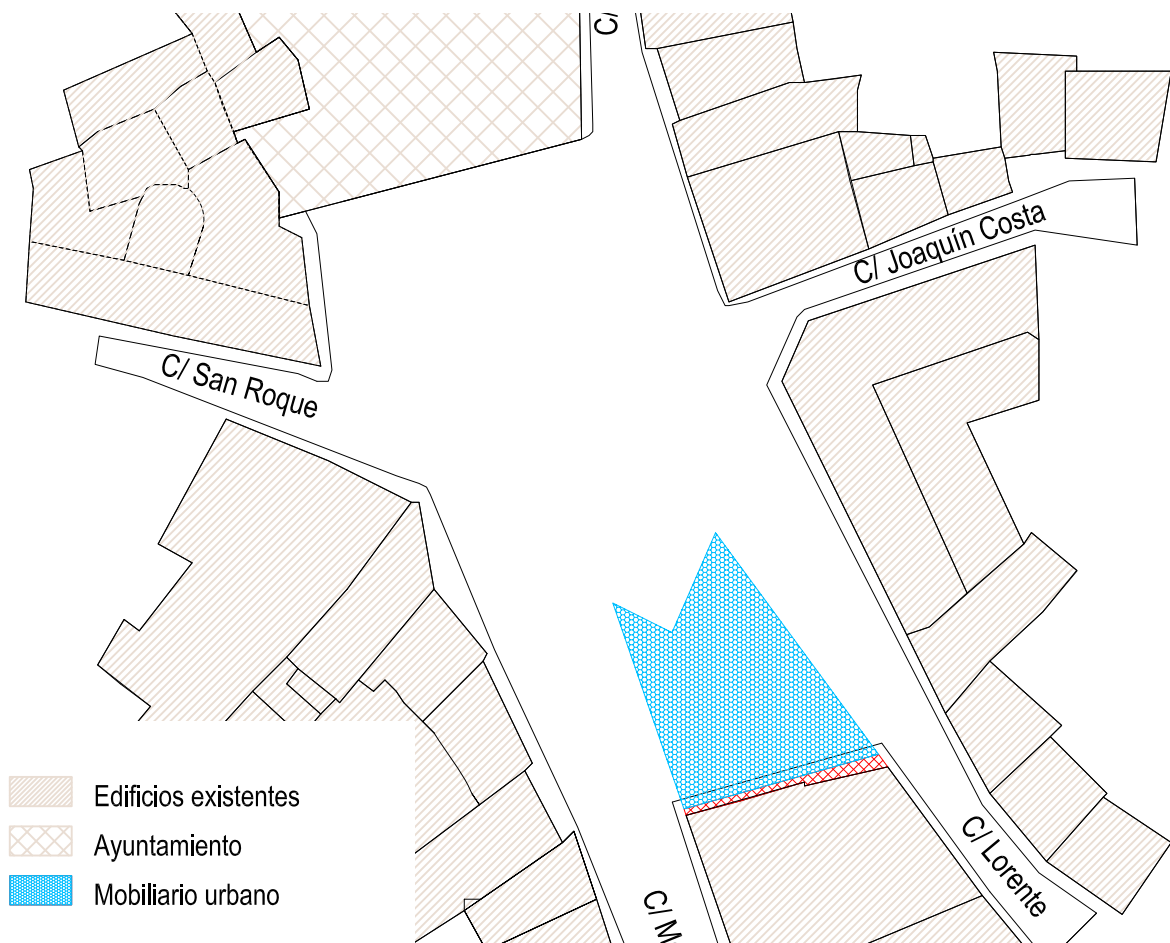 C/
C/ Joaquín Costa
C/ San Roque
Edificios existentes
Ayuntamiento
Mobiliario urbano
C/ Lorente
C/ M